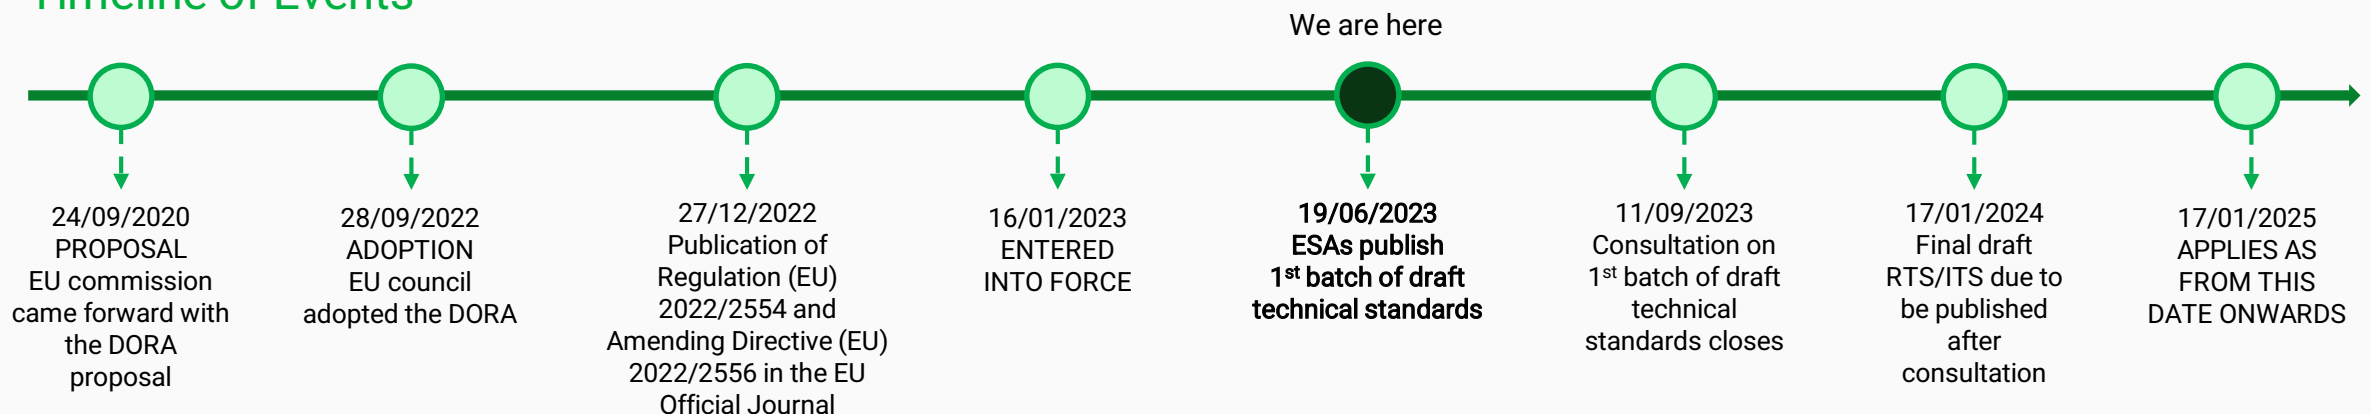 Timeline of Events
We are here
24/09/2020
PROPOSAL
EU commission
came forward with
the DORA
proposal
28/09/2022
ADOPTION
EU council
adopted the DORA
27/12/2022
Publication of
Regulation (EU)
2022/2554 and
Amending Directive (EU)
2022/2556 in the EU
Official Journal
16/01/2023
ENTERED
INTO FORCE
19/06/2023
ESAs publish
1st batch of draft
technical standards
11/09/2023
Consultation on
1st batch of draft
technical
standards closes
17/01/2024
Final draft
RTS/ITS due to
be published
after
consultation
17/01/2025
APPLIES AS
FROM THIS
DATE ONWARDS